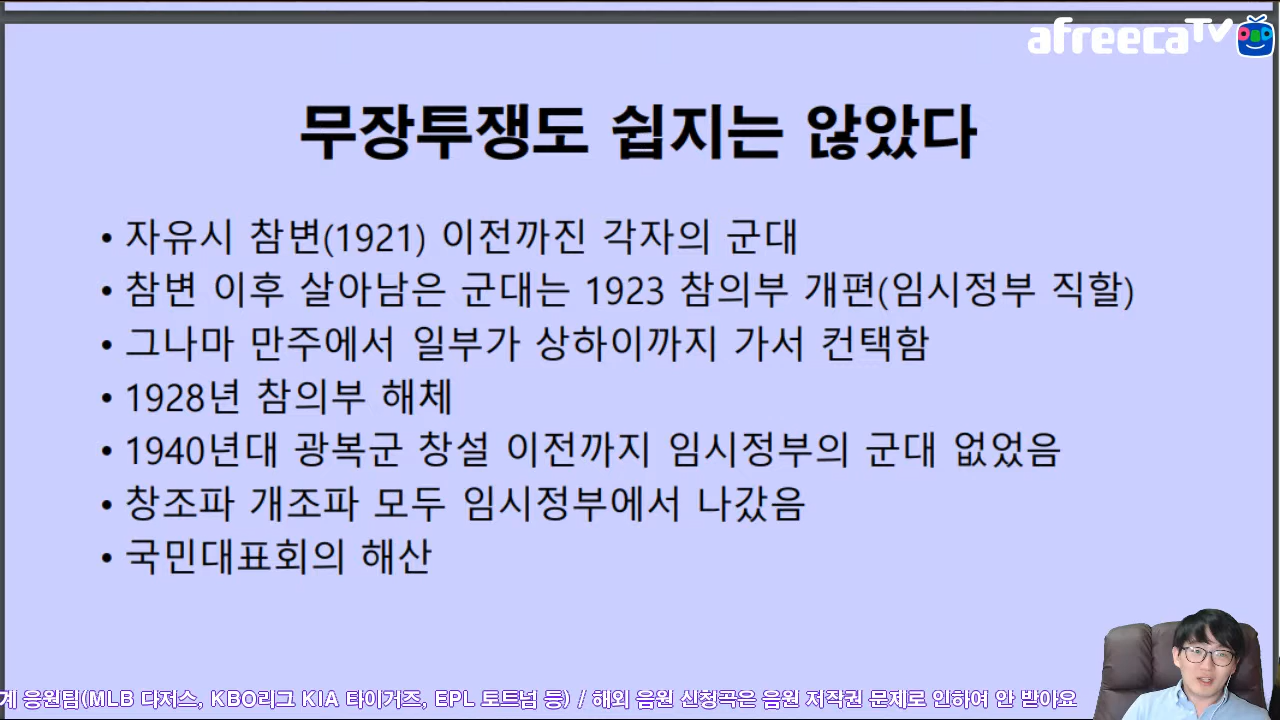 afreecaTV
무장투쟁도 쉽지는 않았다
• 자유시 참변(1921) 이전까진 각자의 군대
• 참변 이후 살아남은 군대는 1923 참의부 개편(임시정부 직할)
• 그나마 만주에서 일부가 상하이까지 가서 컨택함
• 1928년 참의부 해체
• 1940년대 광복군 창설 이전까지 임시정부의 군대 없었음
• 창조파 개조파 모두 임시정부에서 나갔음
• 국민대표회의 해산
계 응원팀(MLB 다저스, KBO리그 KIA 타이거즈, EPL 토트넘 등) / 해외 음원 신청곡은 음원 저작권 문제로 인하여 안 받아요